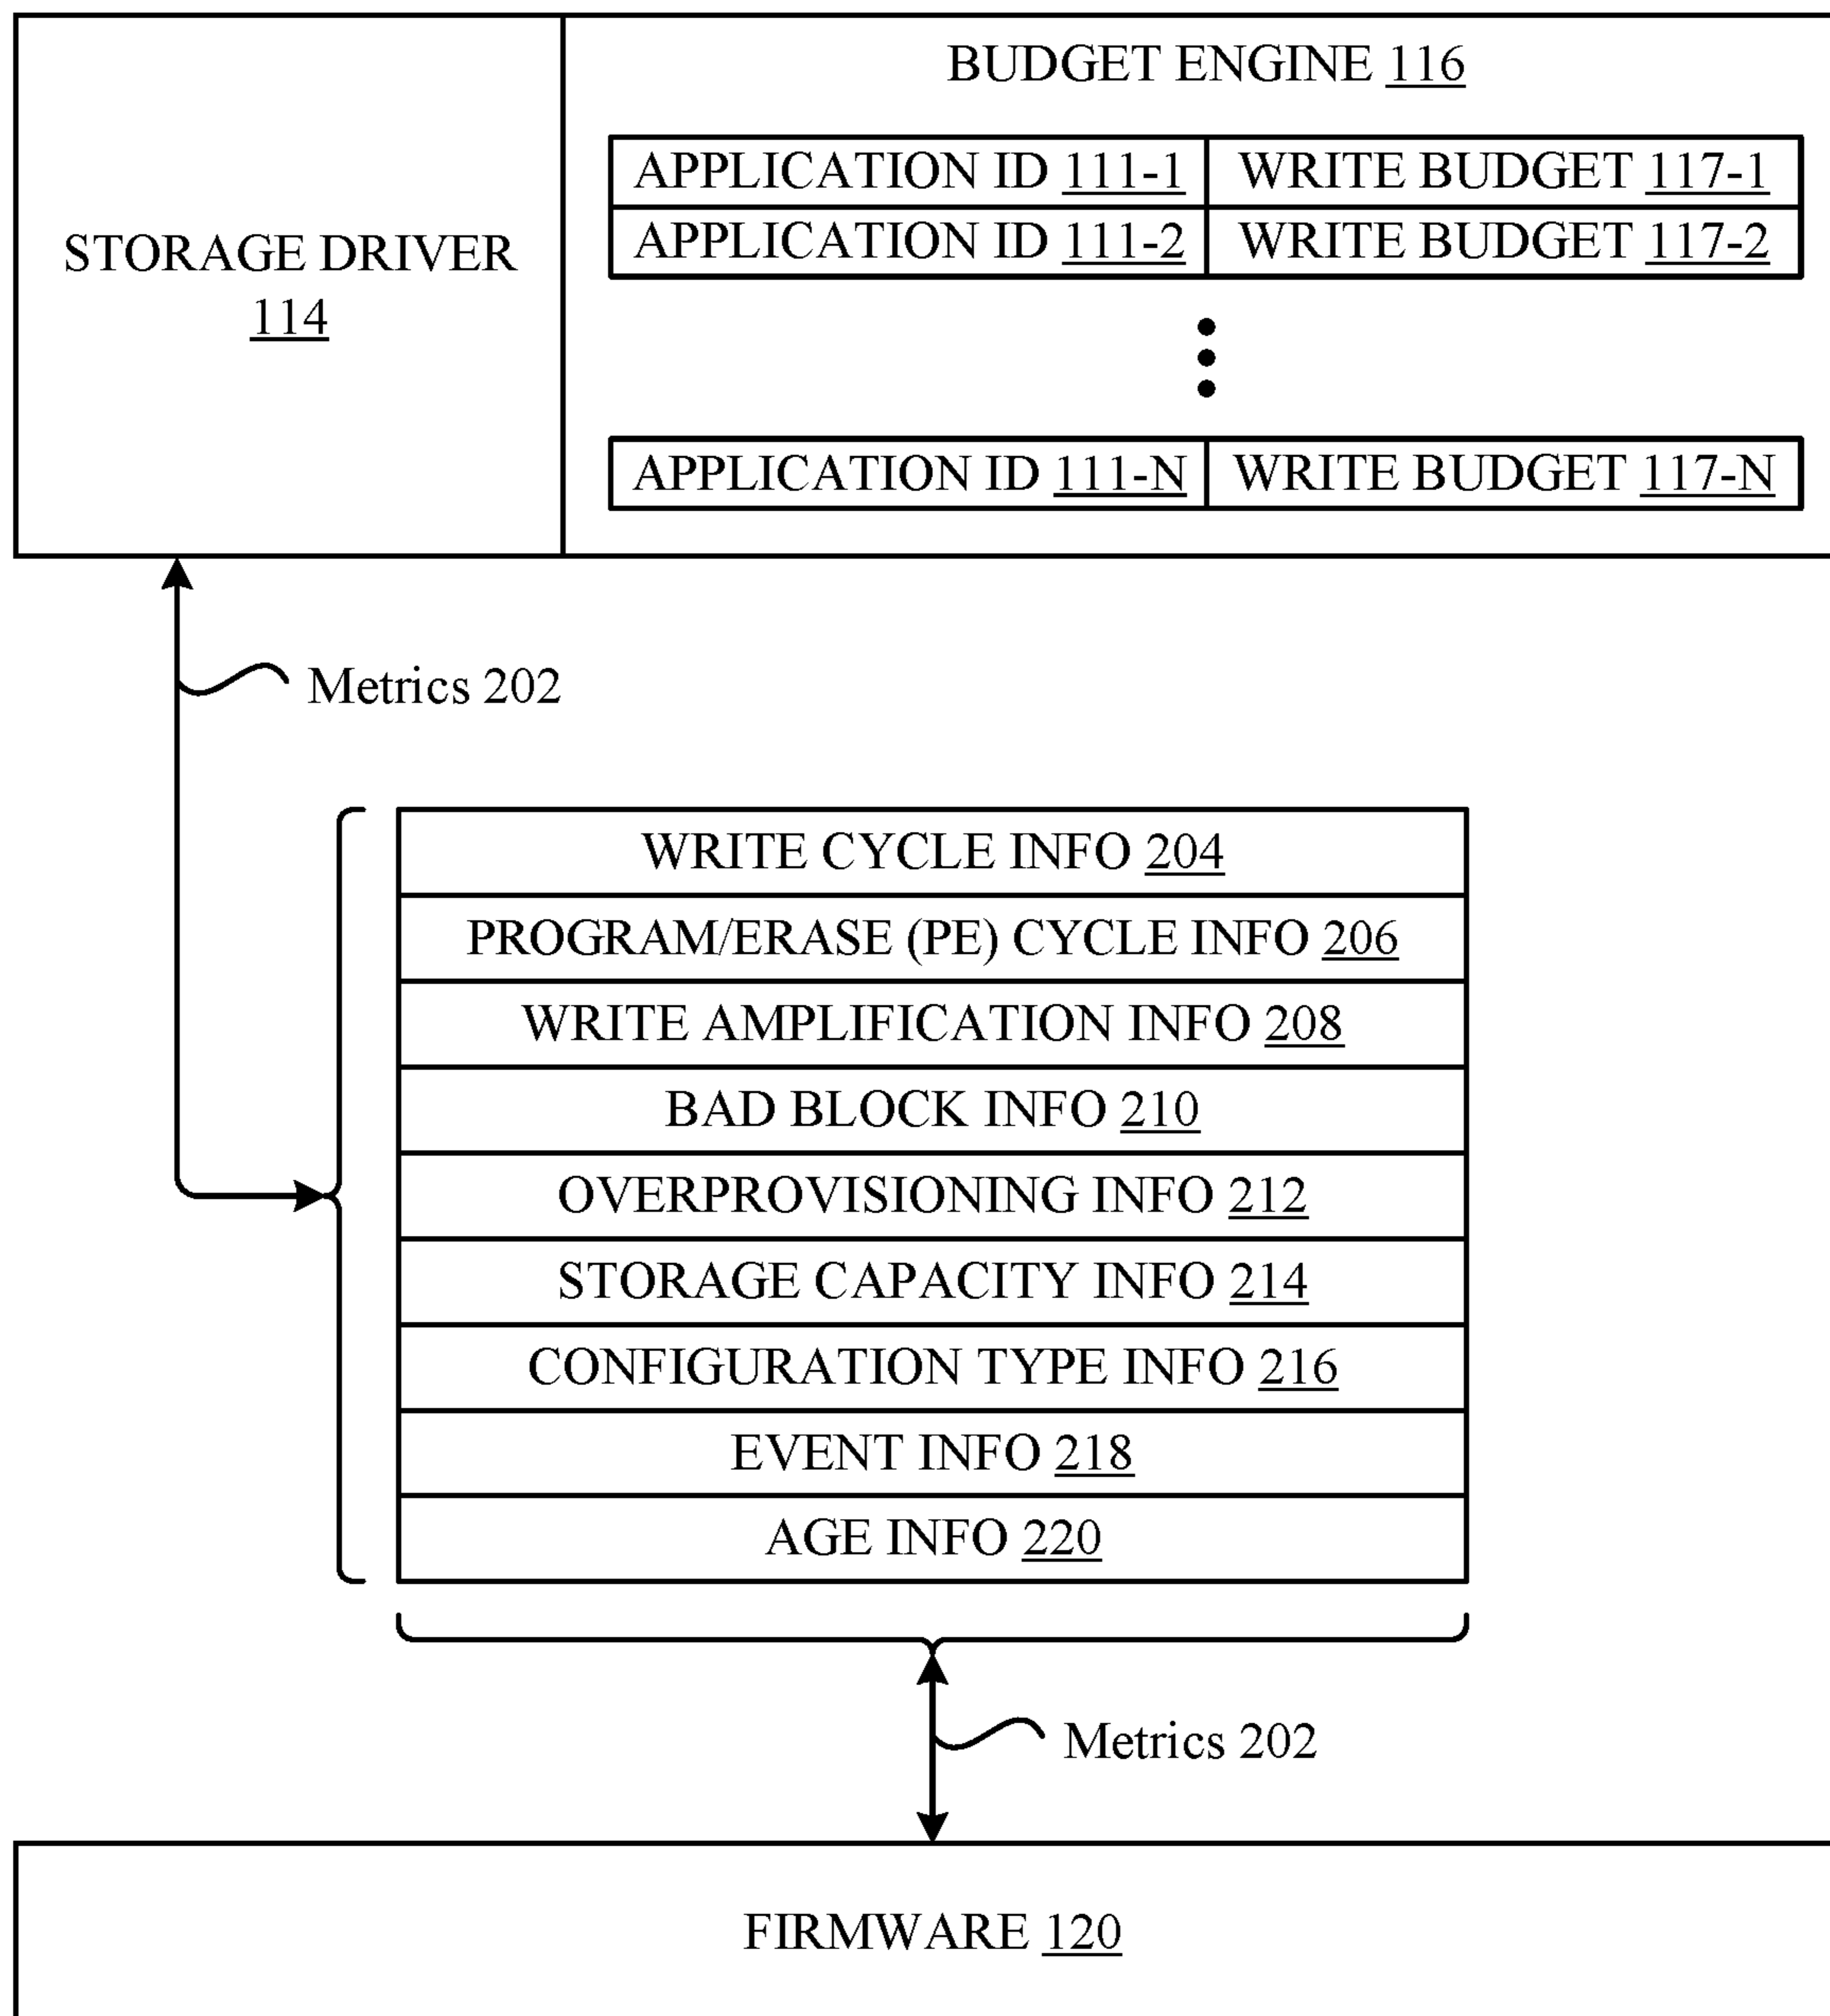 BUDGET ENGINE 116
STORAGE DRIVER
114
APPLICATION ID 111-1 WRITE BUDGET 117-1
APPLICATION ID 111-2 WRITE BUDGET 117-2
APPLICATION ID 111-N WRITE BUDGET 117-N
Metrics 202
WRITE CYCLE INFO 204
PROGRAM/ERASE (PE) CYCLE INFO 206
WRITE AMPLIFICATION INFO 208
BAD BLOCK INFO 210
OVERPROVISIONING INFO 212
STORAGE CAPACITY INFO 214
CONFIGURATION TYPE INFO 216
EVENT INFO 218
AGE INFO 220
Metrics 202
FIRMWARE 120